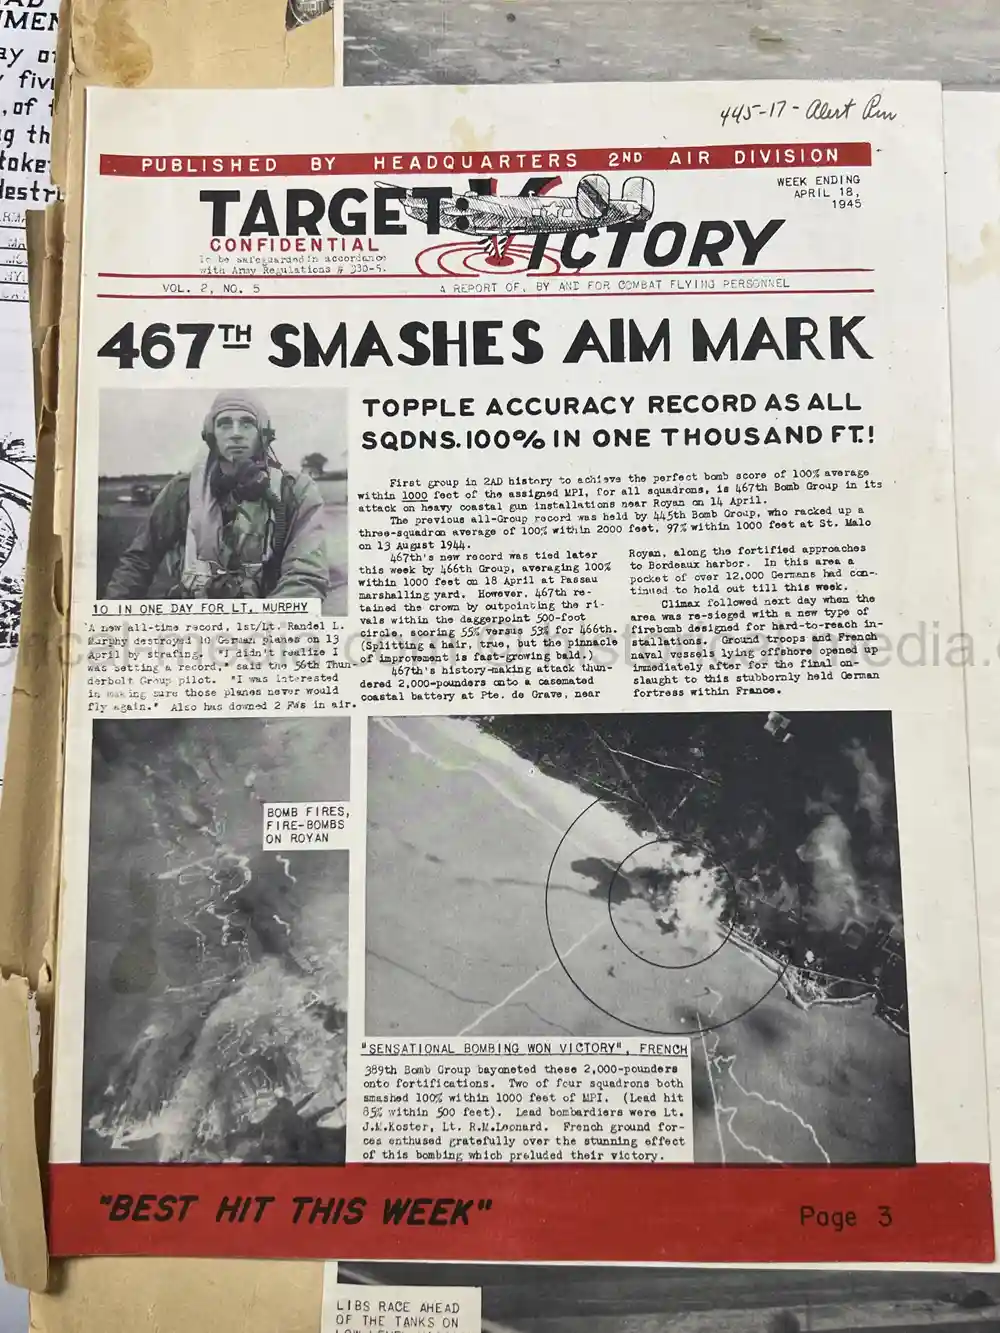 445-17- Alert Rm
PUBLISHED BY HEADQUARTERS 2ND AIR DIVISION
WEEK ENDING
APRIL 18,
1945
TARGET VICTORY
CONFIDENTIAL
To be safeguarded in accordance
with Army Regulations # 380-5.
VOL. 2, NO. 5
A REPORT OF, BY AND FOR COMBAT FLYING PERSONNEL
467TH SMASHES AIM MARK
TOPPLE ACCURACY RECORD AS ALL
SQDNS. 100% IN ONE THOUSAND FT.!
First group in 2AD history to achieve the perfect bomb score of 100% average
within 1000 feet of the assigned MPI, for all squadrons, is 467th Bomb Group in its
attack on heavy coastal gun installations near Royan on 14 April.
The previous all-Group record was held by 445th Bomb Group, who racked up a
three-squadron average of 100% within 2000 feet, 97% within 1000 feet at St. Malo
on 13 August 1944.
467th's new record was tied later
this week by 466th Group, averaging 100%
within 1000 feet on 18 April at Passau
marshalling yard. However, 467th re-
tained the crown by outpointing the ri-
vals within the daggerpoint 500-foot
circle, scoring 55% versus 53% for 466th.
(Splitting a hair, true, but the pinnacle
of improvement is fast-growing bald.)
467th's history-making attack thun-
dered 2,000-pounders onto a casemated
coastal battery at Pte. de Grave, near
Royan, along the fortified approaches
to Bordeaux harbor. In this area a
pocket of over 12,000 Germans had con-
tinued to hold out till this week.
Climax followed next day when the
area was re-sieged with a new type of
firebomb designed for hard-to-reach in-
stallations. Ground troops and French
naval vessels lying offshore opened up
immediately after for the final on-
slaught to this stubbornly held German
fortress within France.
10 IN ONE DAY FOR LT. MURPHY
A new all-time record, 1st/Lt. Randel L.
Murphy destroyed 10 German planes on 13
April by strafing. "I didn't realize I
was setting a record," said the 56th Thun-
derbolt Group pilot. "I was interested
in making sure those planes never would
fly again." Also has downed 2 FWs in air.
BOMB FIRES,
FIRE-BOMBS
ON ROYAN
"SENSATIONAL BOMBING WON VICTORY", FRENCH
389th Bomb Group bayoneted these 2,000-pounders
onto fortifications. Two of four squadrons both
smashed 100% within 1000 feet of MPI. (Lead hit
85% within 500 feet). Lead bombardiers were Lt.
J.M.Koster, Lt. R.M.Leonard. French ground for-
ces enthused gratefully over the stunning effect
of this bombing which preluded their victory.
"BEST HIT THIS WEEK"
Page 3
LIBS RACE AHEAD
OF THE TANKS ON